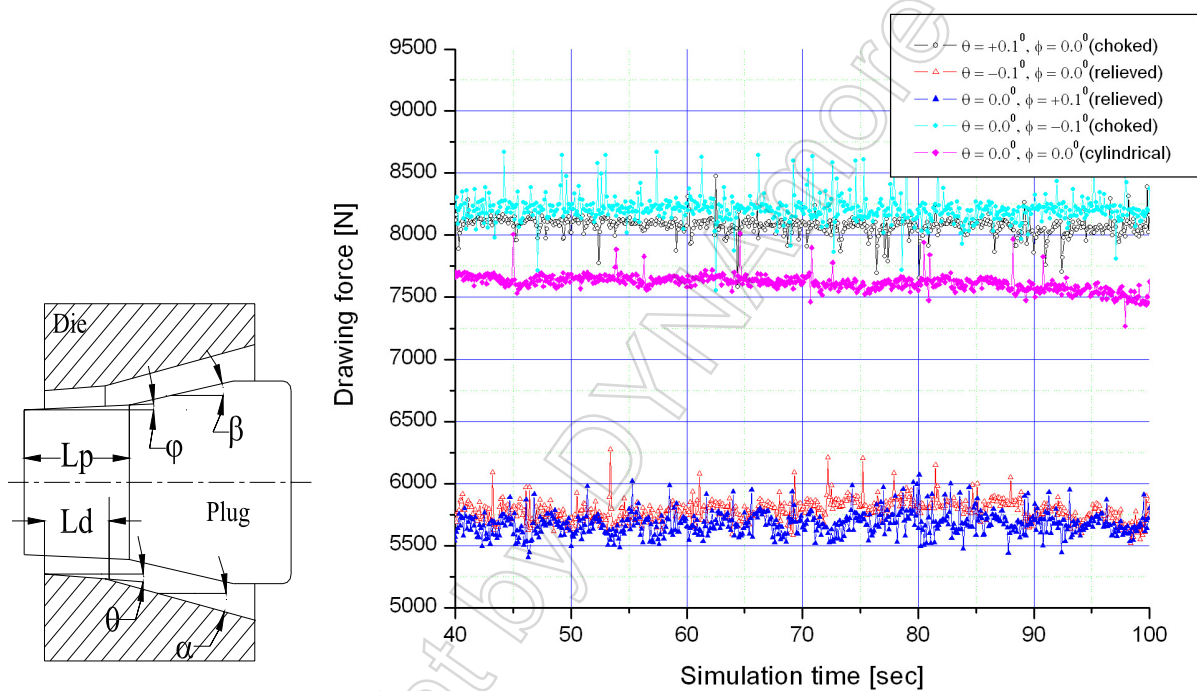 Die
β
φ
Lp
Plug
Ld
θ
α
Drawing force [N]
9500
9000
8500
8000
7500
7000
6500
6000
5500
5000
40
50
60
70
80
90
100
Simulation time [sec]
θ = +0.1⁰, ϕ = 0.0⁰(choked)
θ = −0.1⁰, ϕ = 0.0⁰(relieved)
θ = 0.0⁰, ϕ = +0.1⁰(relieved)
θ = 0.0⁰, ϕ = −0.1⁰(choked)
θ = 0.0⁰, ϕ = 0.0⁰(cylindrical)
by DYNAmore